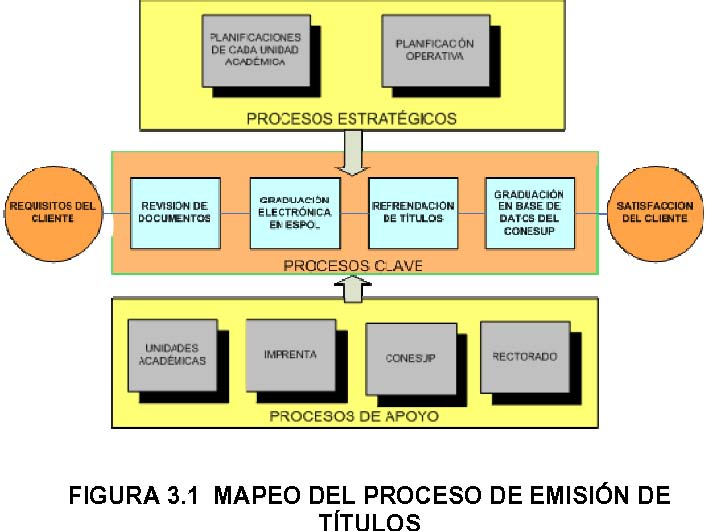 PLANIFICACIONES
DE CADA UNIDAD
ACADÉMICA
PLANIFICACIÓN
OPERATIVA
PROCESOS ESTRATÉGICOS
REQUISITOS DEL
CLIENTE
REVISION DE
DOCUMENTOS
GRADUACIÓN
ELECTRÓNICA
EN ESPOL
REFRENDACIÓN
DE TÍTULOS
GRADUACIÓN
EN BASE DE
DATOS DEL
CONESUP
SATISFACCION
DEL CLIENTE
PROCESOS CLAVE
UNIDADES
ACADÉMICAS
IMPRENTA
CONESUP
RECTORADO
PROCESOS DE APOYO
FIGURA 3.1 MAPEO DEL PROCESO DE EMISIÓN DE
TÍTULOS